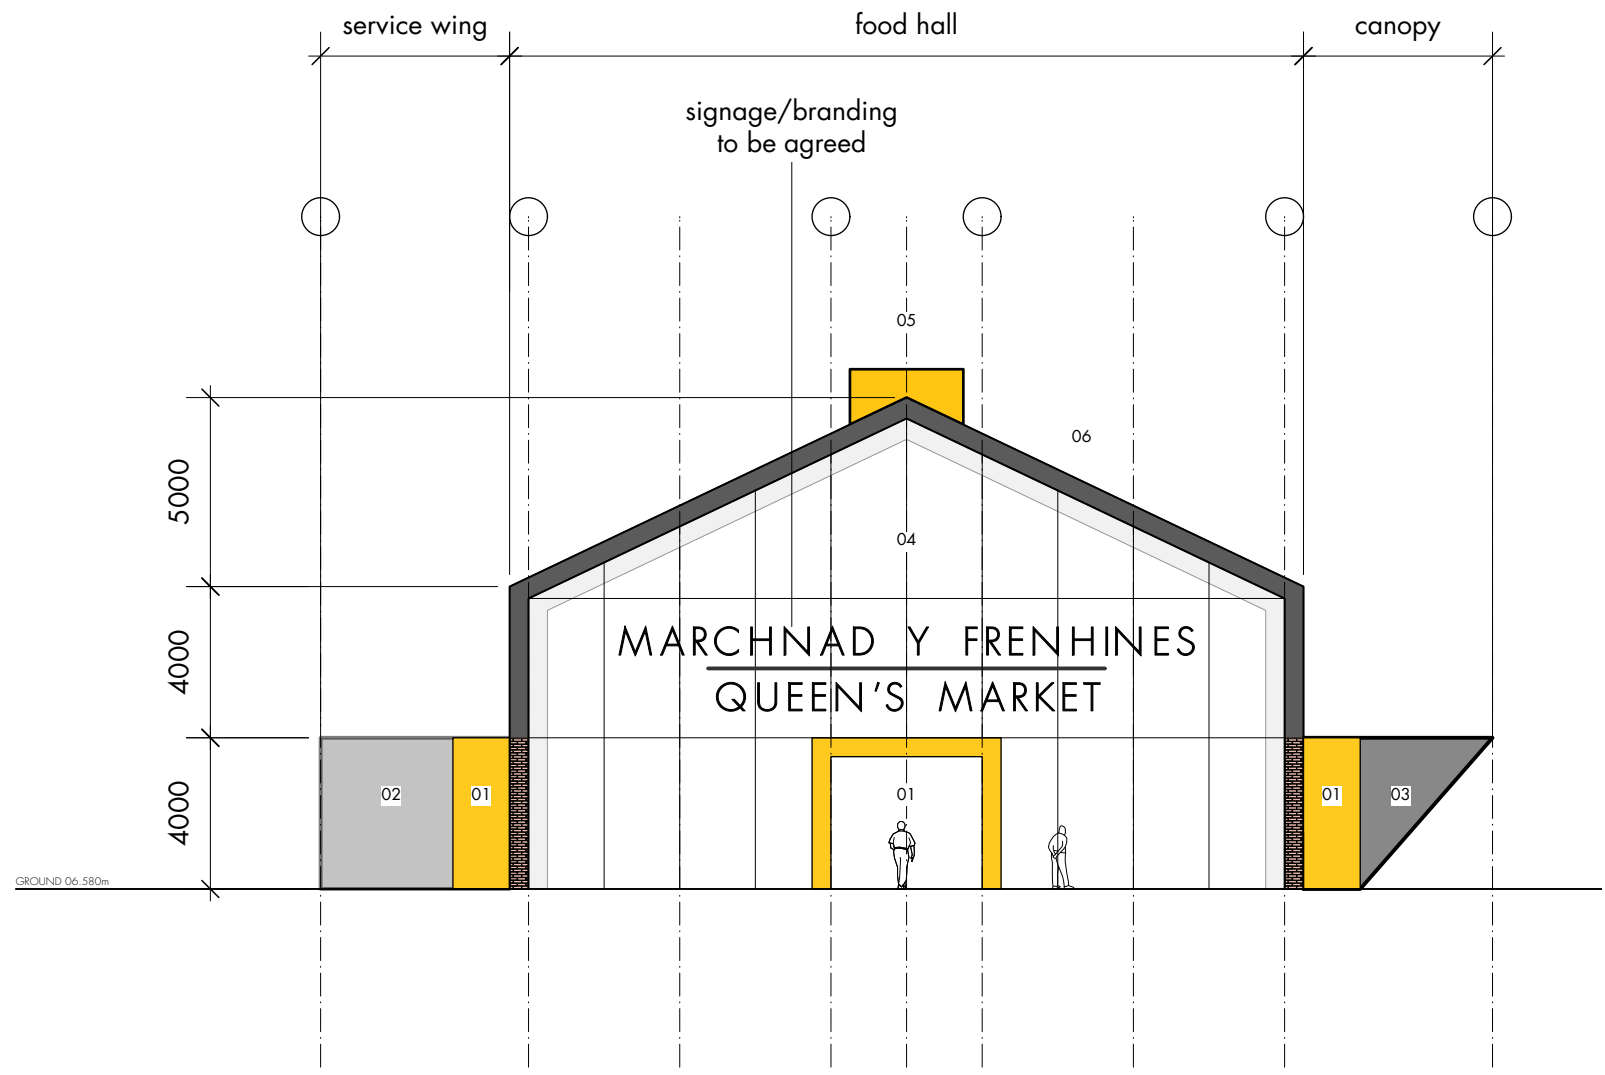 service wing
food hall
canopy
signage/branding
to be agreed
05
06
5000
04
4000
MARCHNAD Y FRENHINES
QUEEN'S MARKET
4000
02
01
01
01
03
GROUND 06.580m